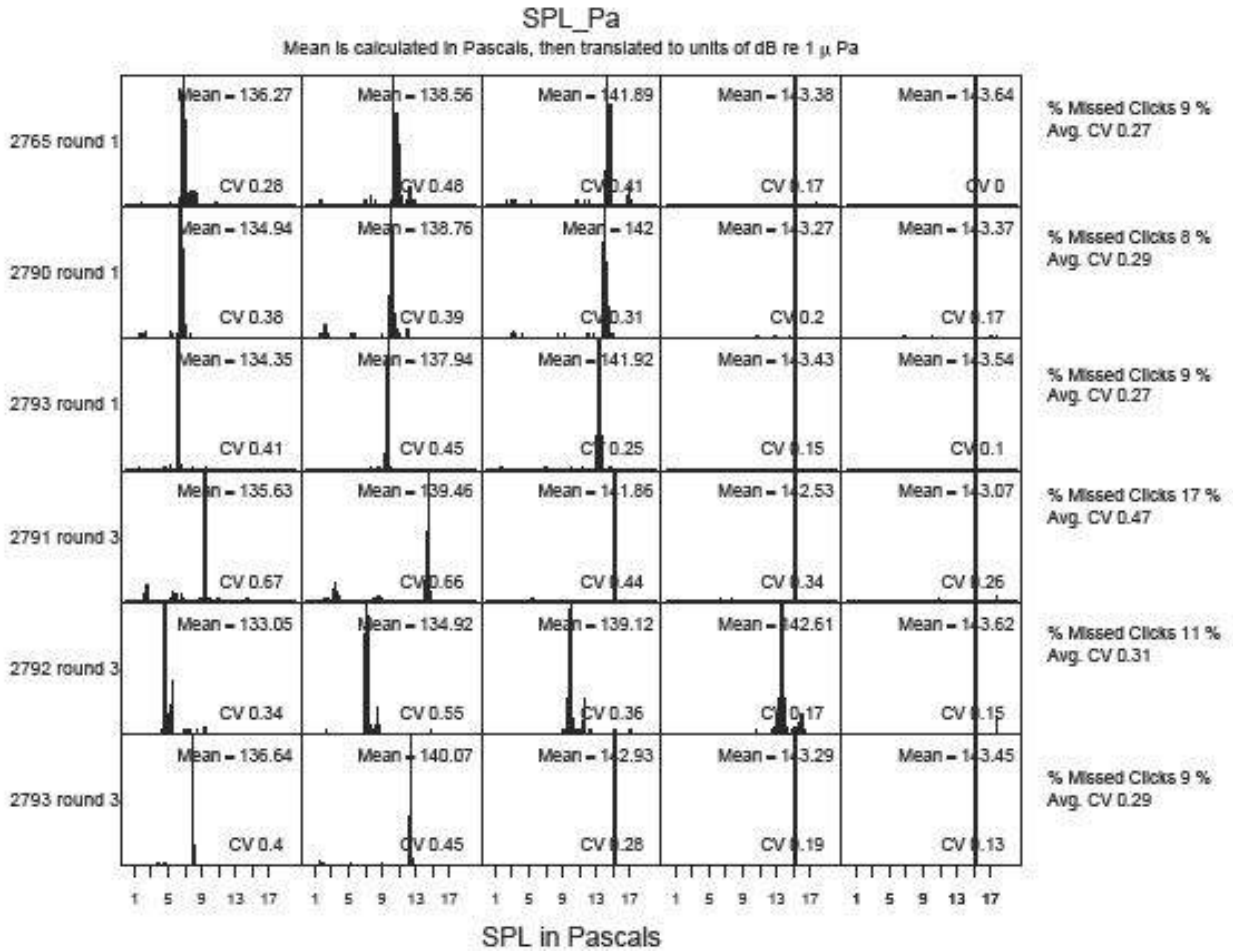 SPL_Pa
Mean is calculated in Pascals, then translated to units of dB re 1 μ Pa
2765 round 1
Mean = 136.27
CV 0.28
Mean = 138.56
CV 0.48
Mean = 141.89
CV 0.41
Mean = 143.38
CV 0.17
Mean = 143.64
CV 0
% Missed Clicks 9 %
Avg. CV 0.27
2790 round 1
Mean = 134.94
CV 0.38
Mean = 138.76
CV 0.39
Mean = 142
CV 0.31
Mean = 143.27
CV 0.2
Mean = 143.37
CV 0.17
% Missed Clicks 8 %
Avg. CV 0.29
2793 round 1
Mean = 134.35
CV 0.41
Mean = 137.94
CV 0.45
Mean = 141.92
CV 0.25
Mean = 143.43
CV 0.15
Mean = 143.54
CV 0.1
% Missed Clicks 9 %
Avg. CV 0.27
2791 round 3
Mean = 135.63
CV 0.67
Mean = 139.46
CV 0.66
Mean = 141.86
CV 0.44
Mean = 142.53
CV 0.34
Mean = 143.07
CV 0.26
% Missed Clicks 17 %
Avg. CV 0.47
2792 round 3
Mean = 133.05
CV 0.34
Mean = 134.92
CV 0.55
Mean = 139.12
CV 0.36
Mean = 142.61
CV 0.17
Mean = 143.62
CV 0.15
% Missed Clicks 11 %
Avg. CV 0.31
2793 round 3
Mean = 136.64
CV 0.4
Mean = 140.07
CV 0.45
Mean = 142.93
CV 0.28
Mean = 143.29
CV 0.19
Mean = 143.45
CV 0.13
% Missed Clicks 9 %
Avg. CV 0.29
1 5 9 13 17 1 5 9 13 17 1 5 9 13 17 1 5 9 13 17 1 5 9 13 17
SPL in Pascals